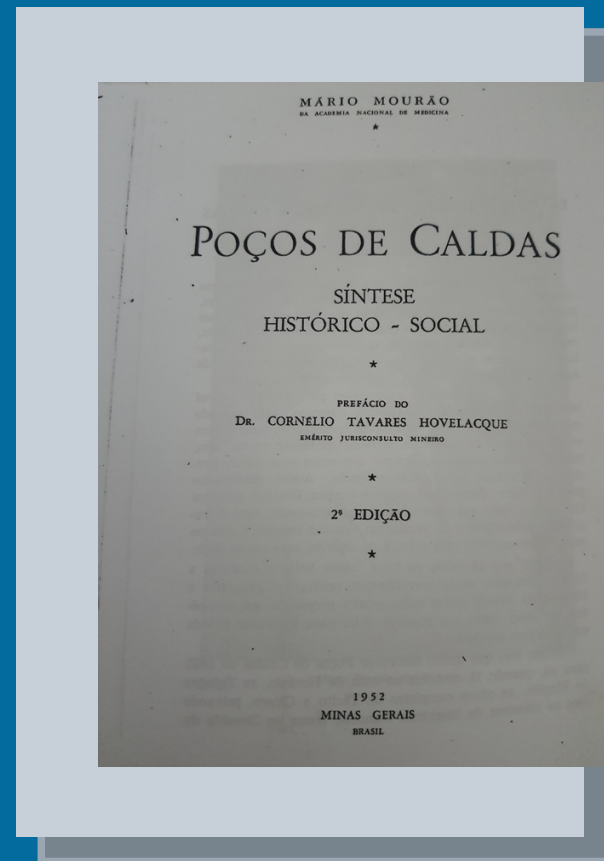 MÁRIO MOURÃO
DA ACADEMIA NACIONAL DE MEDICINA
POÇOS DE CALDAS
SÍNTESE
HISTÓRICO - SOCIAL
PREFÁCIO DO
DR. CORNÉLIO TAVARES HOVELACQUE
EMÉRITO JURISCONSULTO MINEIRO
2ª EDIÇÃO
1952
MINAS GERAIS
BRASIL